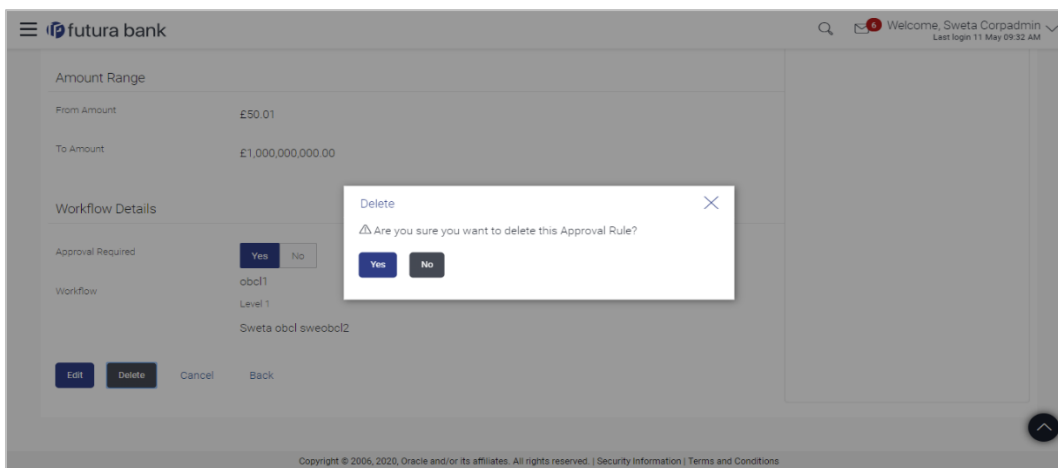 futura bank
6
Welcome, Sweta Corpadmin
Last login 11 May 09:32 AM
Amount Range
From Amount £50.01
To Amount £1,000,000,000.00
Workflow Details
Approval Required Yes No
Workflow obcl1
Level 1
Sweta obcl sweobcl2
Edit Delete Cancel Back
Delete
Are you sure you want to delete this Approval Rule?
Yes No
Copyright © 2006, 2020, Oracle and/or its affiliates. All rights reserved. | Security Information | Terms and Conditions